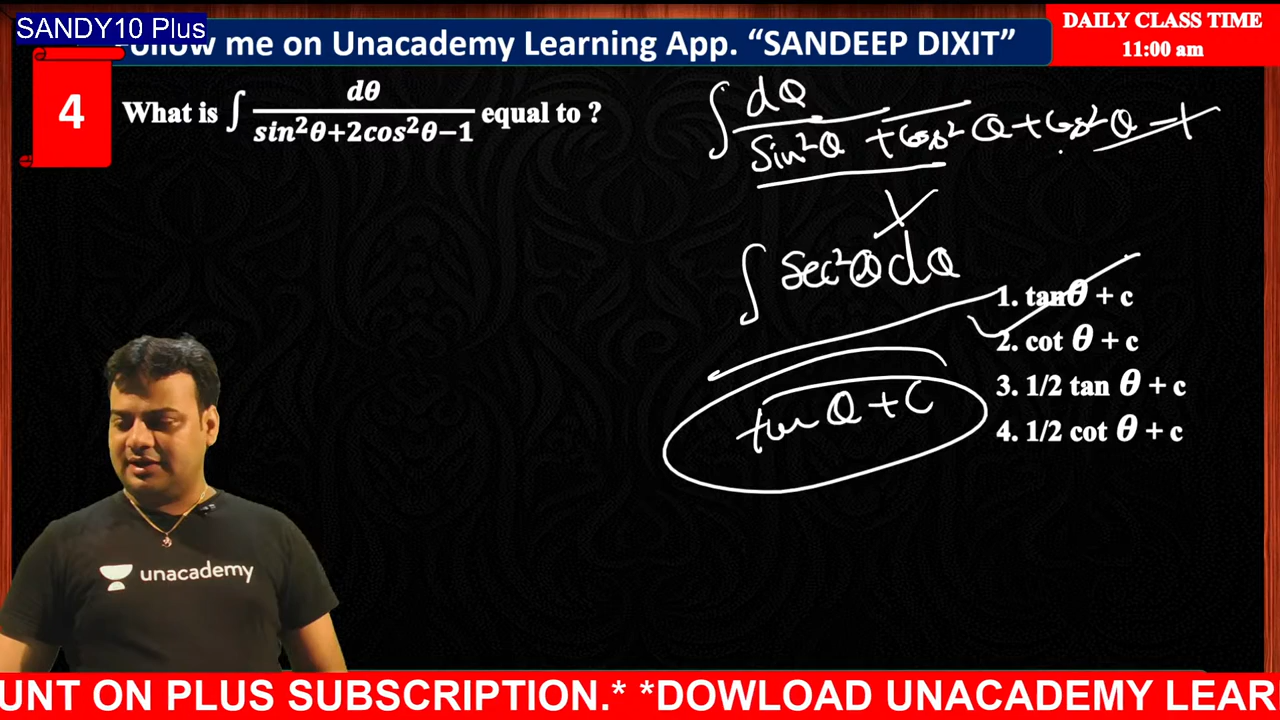 SANDY10 Plus
Follow me on Unacademy Learning App. “SANDEEP DIXIT”
DAILY CLASS TIME
11:00 am
4
What is ∫ dθ / sin²θ+2cos²θ−1 equal to ?
∫ dθ / sin²θ + cos²θ + cos²θ − 1
1
∫ sec²θ dθ
1. tanθ + c
2. cot θ + c
3. 1/2 tan θ + c
4. 1/2 cot θ + c
tan θ + c
unacademy
UNT ON PLUS SUBSCRIPTION.* *DOWLOAD UNACADEMY LEAR